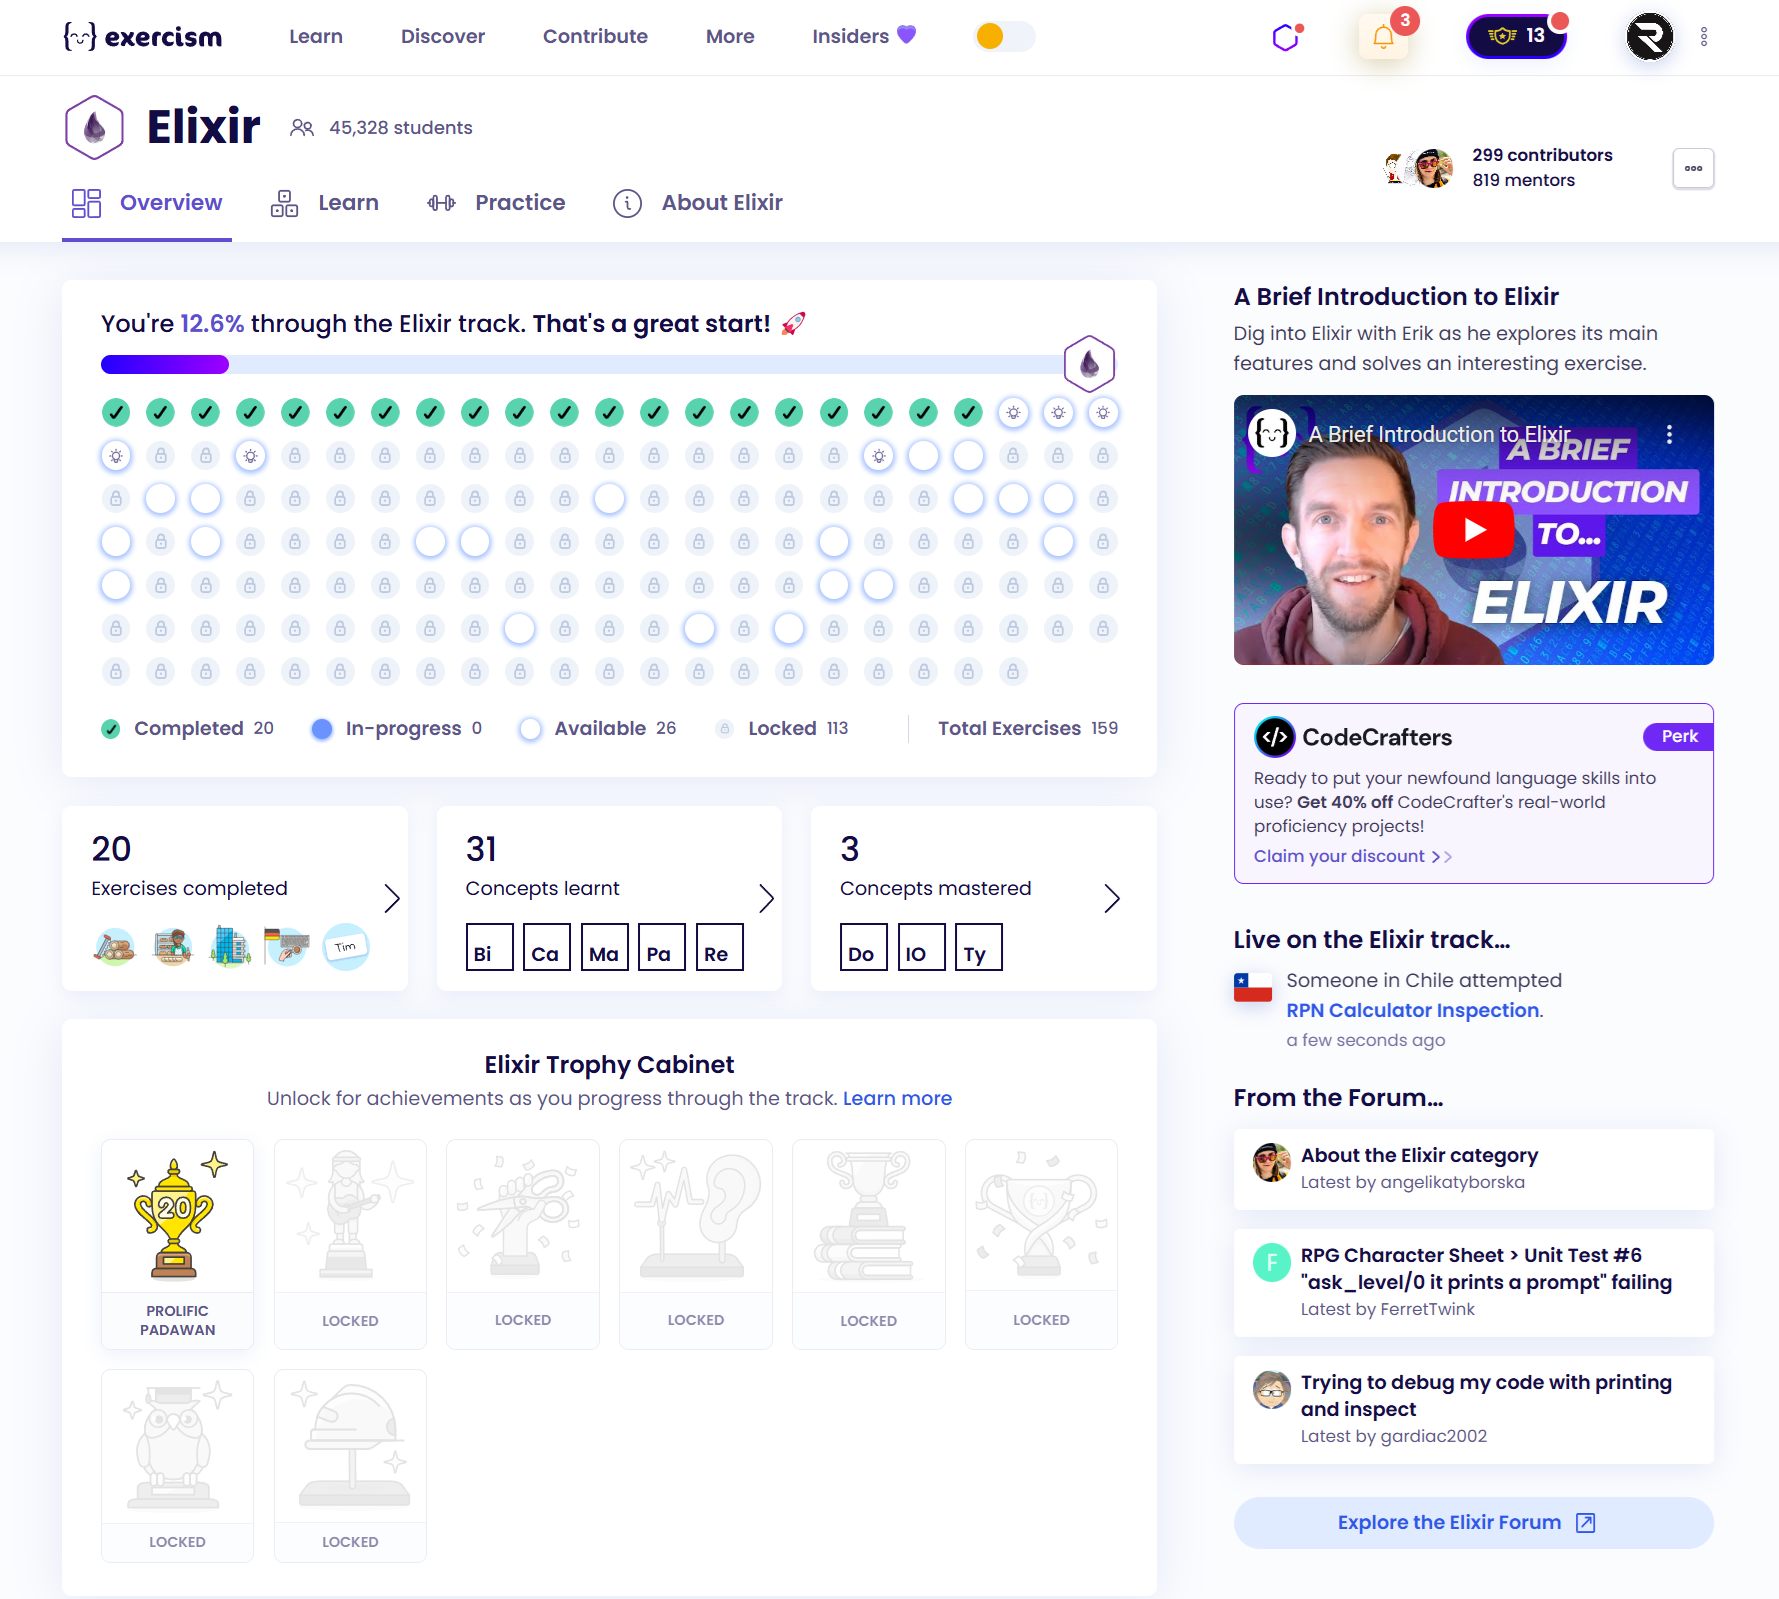 exercism
Learn
Discover
Contribute
More
Insiders
3
13
Elixir
45,328 students
299 contributors
819 mentors
Overview
Learn
Practice
About Elixir
You're 12.6% through the Elixir track. That's a great start!
Completed 20
In-progress 0
Available 26
Locked 113
Total Exercises 159
20
Exercises completed
Tim
31
Concepts learnt
Bi
Ca
Ma
Pa
Re
3
Concepts mastered
Do
IO
Ty
Elixir Trophy Cabinet
Unlock for achievements as you progress through the track. Learn more
20
PROLIFIC
PADAWAN
LOCKED
LOCKED
LOCKED
LOCKED
LOCKED
LOCKED
LOCKED
A Brief Introduction to Elixir
Dig into Elixir with Erik as he explores its main
features and solves an interesting exercise.
A Brief Introduction to Elixir
A BRIEF
INTRODUCTION
TO...
ELIXIR
CodeCrafters
Perk
Ready to put your newfound language skills into
use? Get 40% off CodeCrafter's real-world
proficiency projects!
Claim your discount
Live on the Elixir track...
Someone in Chile attempted
RPN Calculator Inspection.
a few seconds ago
From the Forum...
About the Elixir category
Latest by angelikatyborska
F
RPG Character Sheet > Unit Test #6
"ask_level/0 it prints a prompt" failing
Latest by FerretTwink
Trying to debug my code with printing
and inspect
Latest by gardiac2002
Explore the Elixir Forum